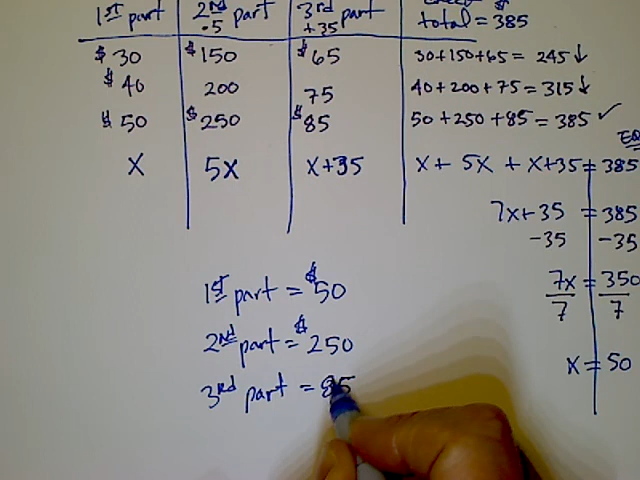 1ST part 2nd part 3rd part
·5 +35 total = 385
$30 $150 $65 30+150+65 = 245 ↓
$40 200 75 40+200+75 = 315 ↓
$50 $250 $85 50+250+85 = 385 ✓
x 5x x+35 x + 5x + x+35 = 385
7x+35 = 385
-35 -35
7x = 350
7 7
x = 50
1ST part = $50
2nd part = $250
3rd part = 85